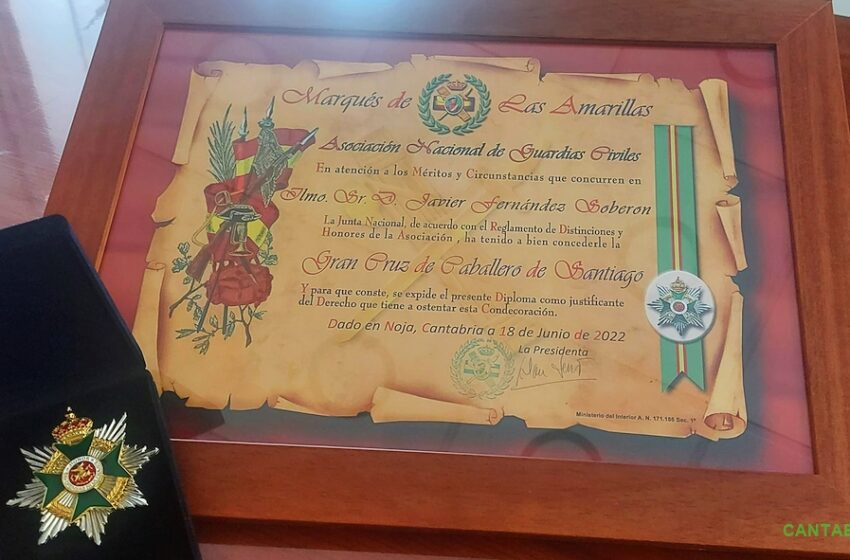 Marqués de Las Amarillas
Asociación Nacional de Guardias Civiles
En atención a los Méritos y Circunstancias que concurren en
Ilmo. Sr. D. Javier Fernández Soberon
La Junta Nacional, de acuerdo con el Reglamento de Distinciones y
Honores de la Asociación , ha tenido a bien concederle la
Gran Cruz de Caballero de Santiago
Y para que conste, se expide el presente Diploma como justificante
del Derecho que tiene a ostentar esta Condecoración.
Dado en Noja, Cantabria a 18 de Junio de 2022
La Presidenta
Ministerio del Interior A. N. 171.186 Sec. 1ª
CANTAB